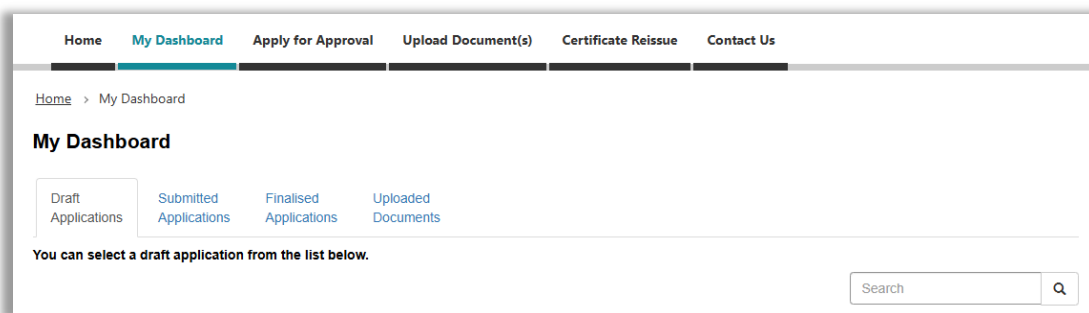 Home My Dashboard Apply for Approval Upload Document(s) Certificate Reissue Contact Us
Home > My Dashboard
My Dashboard
Draft Applications
Submitted Applications
Finalised Applications
Uploaded Documents
You can select a draft application from the list below.
Search